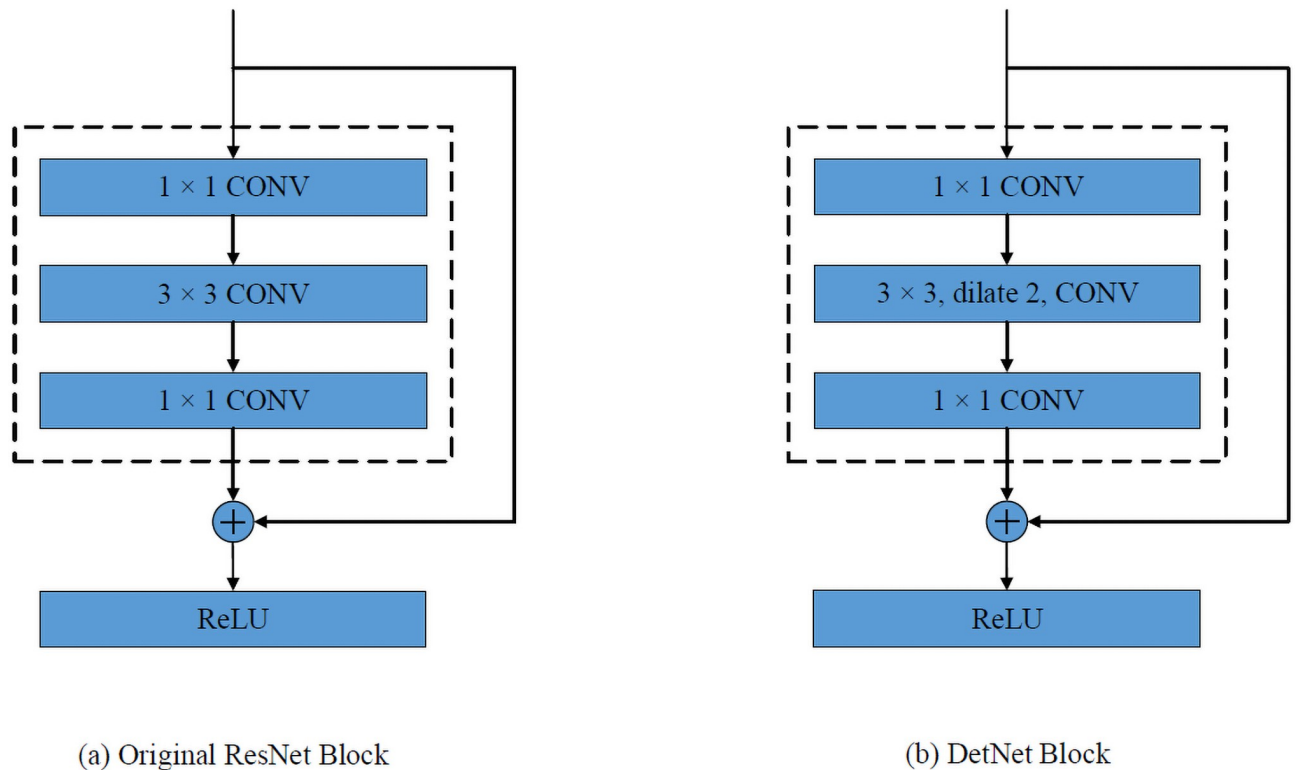 1 × 1 CONV
3 × 3 CONV
1 × 1 CONV
+
ReLU
(a) Original ResNet Block
1 × 1 CONV
3 × 3, dilate 2, CONV
1 × 1 CONV
+
ReLU
(b) DetNet Block